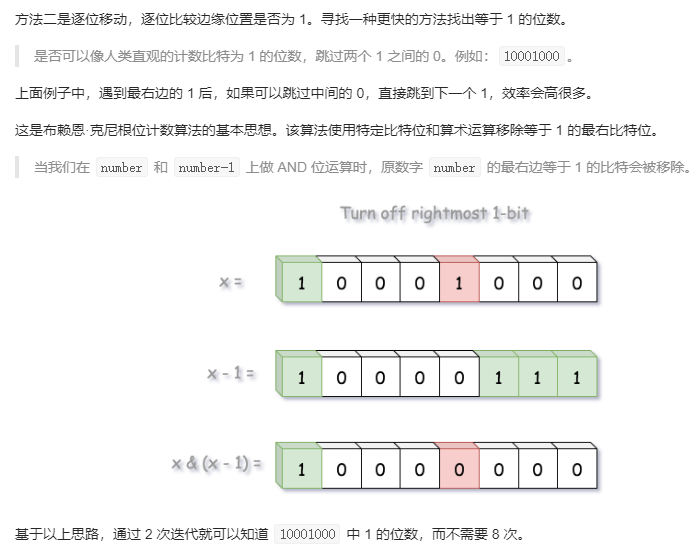 方法二是逐位移动，逐位比较边缘位置是否为 1。寻找一种更快的方法找出等于 1 的位数。
是否可以像人类直观的计数比特为 1 的位数，跳过两个 1 之间的 0。例如：10001000。
上面例子中，遇到最右边的 1 后，如果可以跳过中间的 0，直接跳到下一个 1，效率会高很多。
这是布赖恩·克尼根位计数算法的基本思想。该算法使用特定比特位和算术运算移除等于 1 的最右比特位。
当我们在 number 和 number-1 上做 AND 位运算时，原数字 number 的最右边等于 1 的比特会被移除。
Turn off rightmost 1-bit
x = 1 0 0 0 1 0 0 0
x - 1 = 1 0 0 0 0 1 1 1
x & (x - 1) = 1 0 0 0 0 0 0 0
基于以上思路，通过 2 次迭代就可以知道 10001000 中 1 的位数，而不需要 8 次。